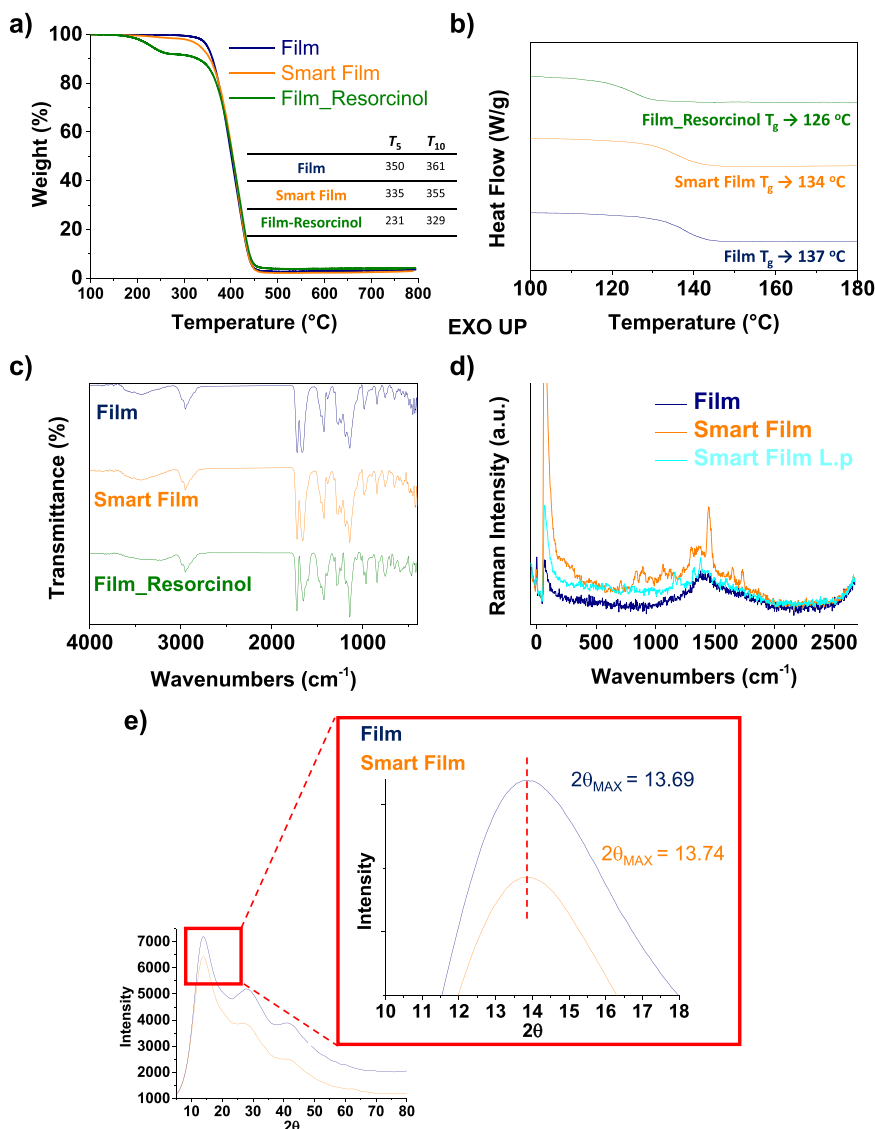 a)
Film
Smart Film
Film_Resorcinol
T5 T10
Film 350 361
Smart Film 335 355
Film-Resorcinol 231 329
Weight (%)
100
80
60
40
20
0
100 200 300 400 500 600 700 800
Temperature (°C)
b)
Heat Flow (W/g)
Film_Resorcinol Tg → 126 °C
Smart Film Tg → 134 °C
Film Tg → 137 °C
100 120 140 160 180
Temperature (°C)
EXO UP
c)
Transmittance (%)
Film
Smart Film
Film_Resorcinol
4000 3000 2000 1000
Wavenumbers (cm-1)
d)
Raman Intensity (a.u.)
Film
Smart Film
Smart Film L.p
0 500 1000 1500 2000 2500
Wavenumbers (cm-1)
e)
Film
Smart Film
2θMAX = 13.69
2θMAX = 13.74
Intensity
10 11 12 13 14 15 16 17 18
2θ
Intensity
7000
6000
5000
4000
3000
2000
1000
10 20 30 40 50 60 70 80
2θ